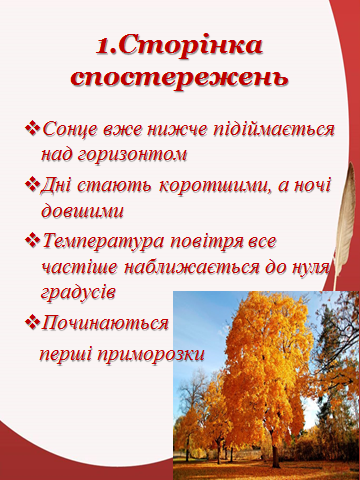 1.Сторінка
спостережень
Сонце вже нижче підіймається
над горизонтом
Дні стають коротшими, а ночі
довшими
Температура повітря все
частіше наближається до нуля
градусів
Починаються
перші приморозки